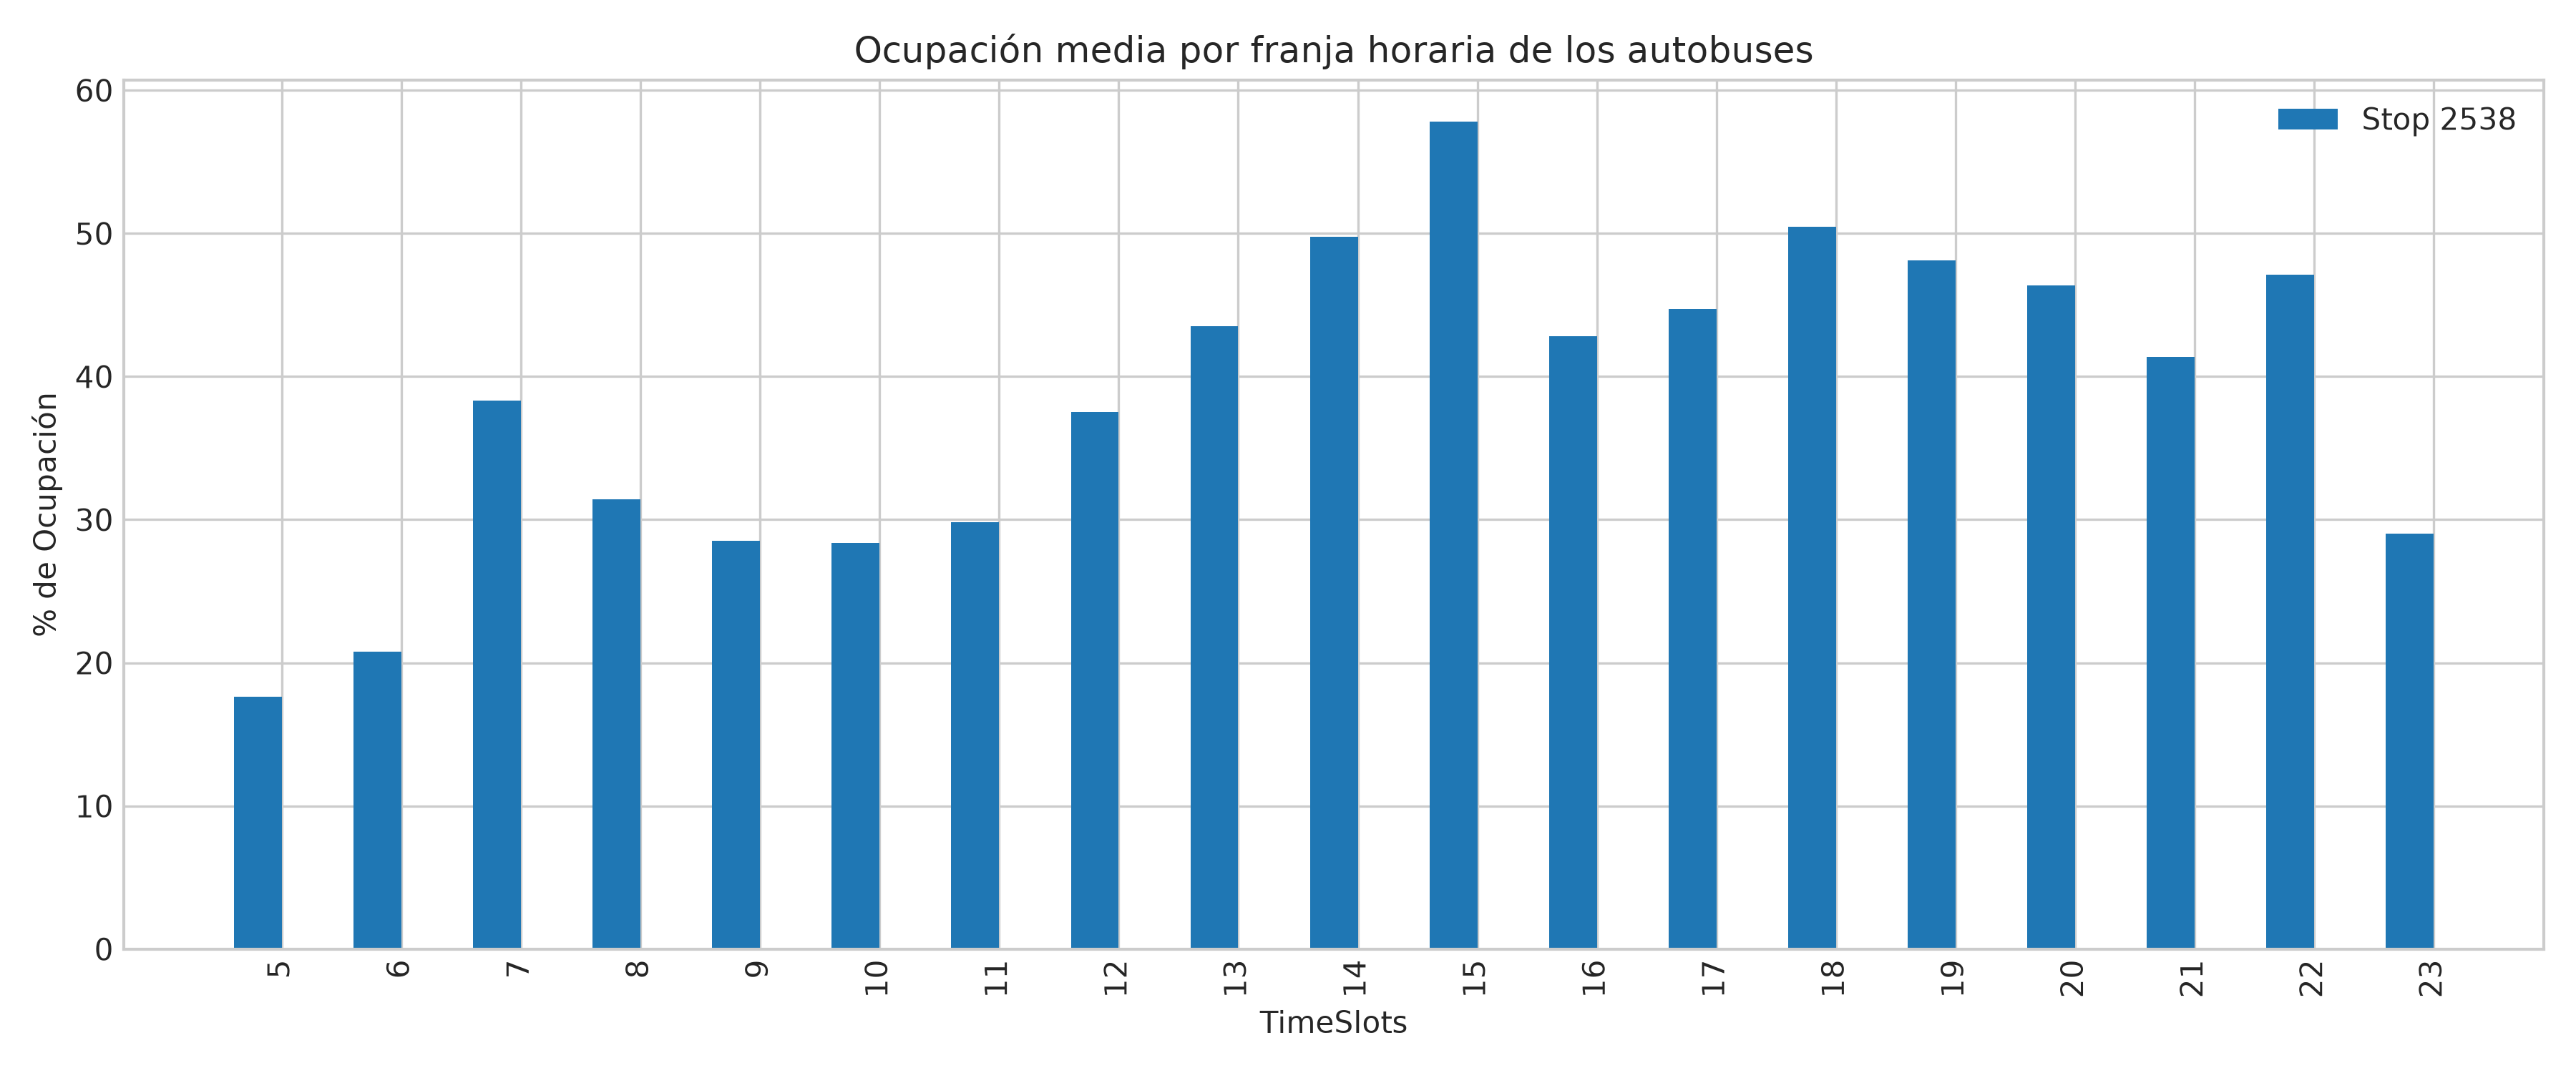 Ocupación media por franja horaria de los autobuses
Stop 2538
% de Ocupación
60
50
40
30
20
10
0
5 6 7 8 9 10 11 12 13 14 15 16 17 18 19 20 21 22 23
TimeSlots